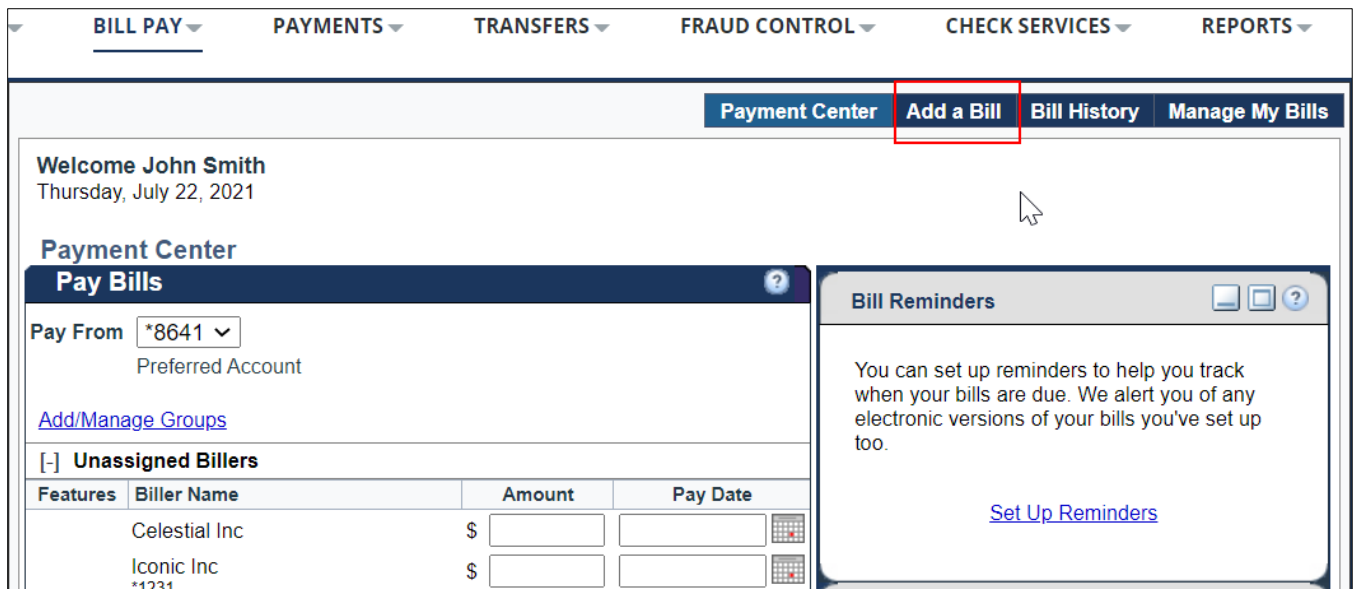 BILL PAY PAYMENTS TRANSFERS FRAUD CONTROL CHECK SERVICES REPORTS
Payment Center Add a Bill Bill History Manage My Bills
Welcome John Smith
Thursday, July 22, 2021
Payment Center
Pay Bills ?
Pay From *8641
Preferred Account
Add/Manage Groups
[-] Unassigned Billers
Features Biller Name Amount Pay Date
Celestial Inc $
Iconic Inc $
*1231
Bill Reminders ?
You can set up reminders to help you track
when your bills are due. We alert you of any
electronic versions of your bills you've set up
too.
Set Up Reminders